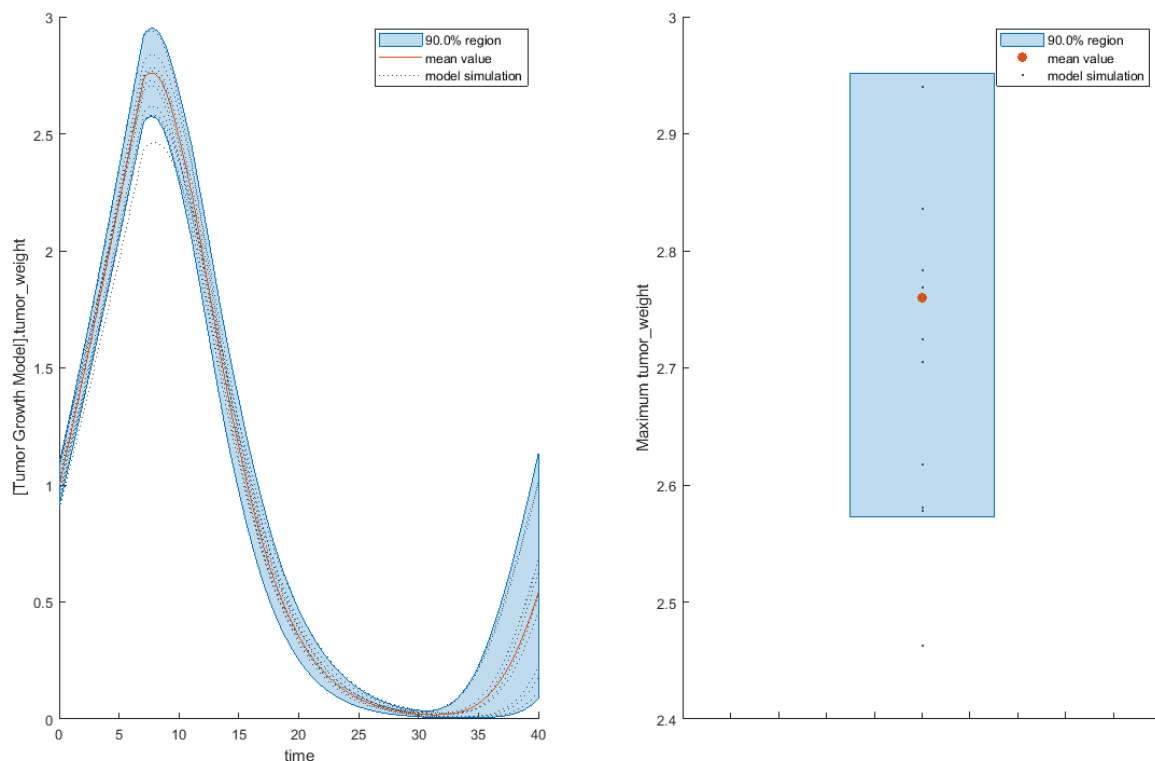 3
2.5
2
1.5
1
0.5
0
[Tumor Growth Model].tumor_weight
0 5 10 15 20 25 30 35 40
time
90.0% region
mean value
model simulation
3
2.9
2.8
2.7
2.6
2.5
2.4
Maximum tumor_weight
90.0% region
mean value
model simulation